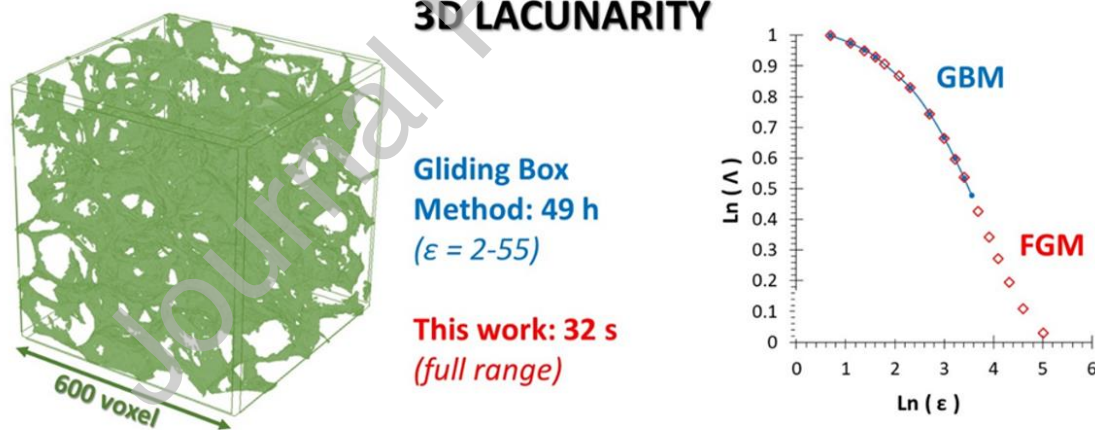 3D LACUNARITY
Journal P
600 voxel
Gliding Box
Method: 49 h
(ε = 2-55)
This work: 32 s
(full range)
Ln (Λ)
1
0.9
0.8
0.7
0.6
0.5
0.4
0.3
0.2
0.1
0
GBM
FGM
0 1 2 3 4 5 6
Ln ( ε )